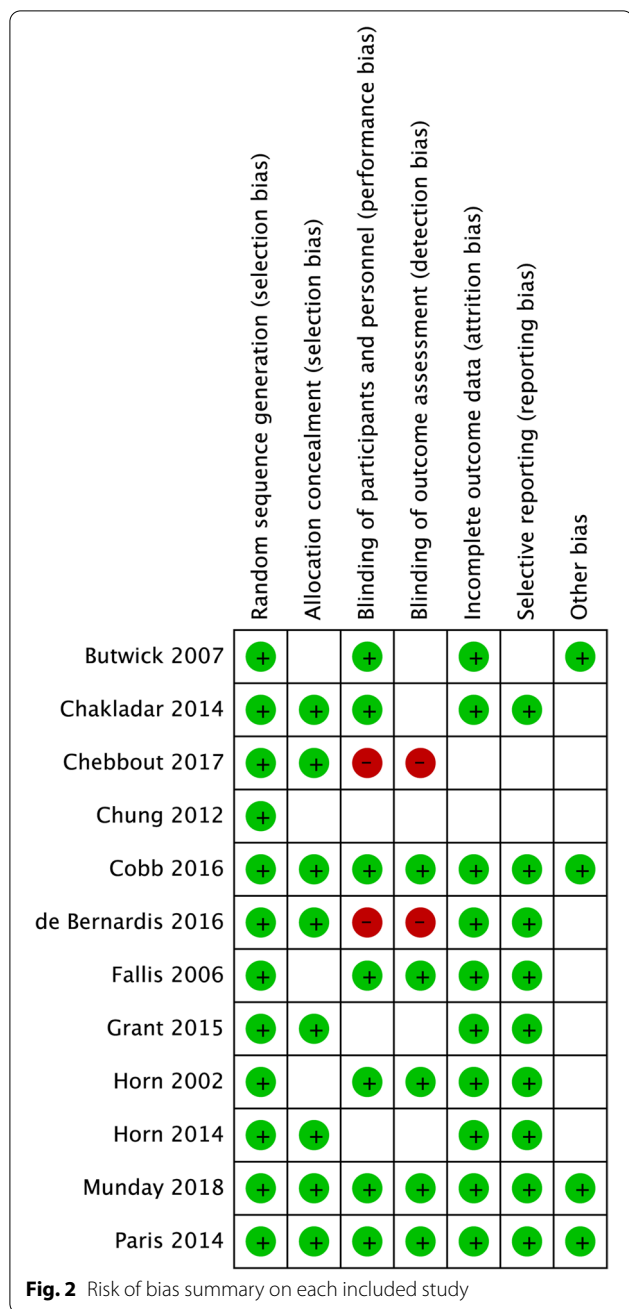 Random sequence generation (selection bias)
Allocation concealment (selection bias)
Blinding of participants and personnel (performance bias)
Blinding of outcome assessment (detection bias)
Incomplete outcome data (attrition bias)
Selective reporting (reporting bias)
Other bias
Butwick 2007 + + + +
Chakladar 2014 + + + + +
Chebbout 2017 + + - -
Chung 2012 +
Cobb 2016 + + + + + + +
de Bernardis 2016 + + - - + +
Fallis 2006 + + + + +
Grant 2015 + + + +
Horn 2002 + + + + +
Horn 2014 + + + +
Munday 2018 + + + + + + +
Paris 2014 + + + + + + +
Fig. 2 Risk of bias summary on each included study